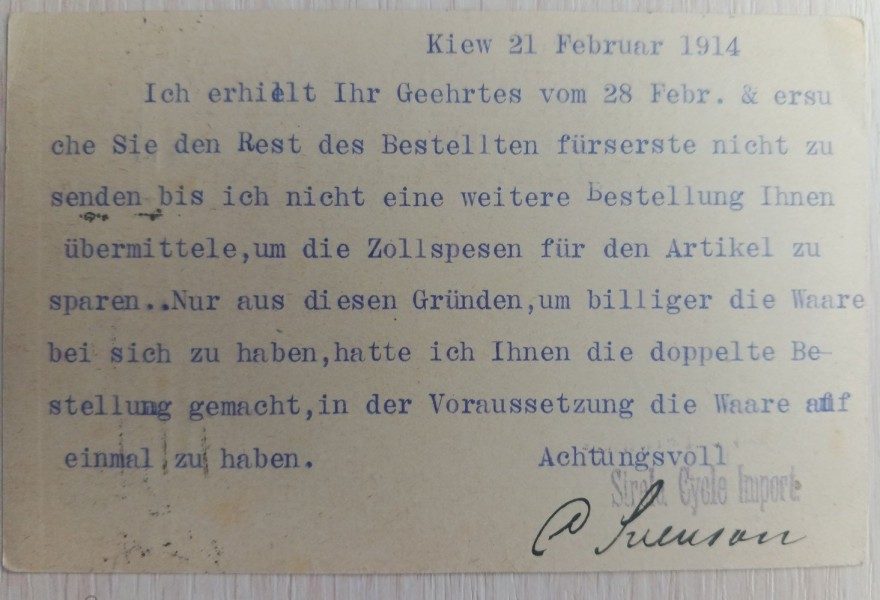 Kiew 21 Februar 1914
Ich erhielt Ihr Geehrtes vom 28 Febr. & ersu
che Sie den Rest des Bestellten fürserste nicht zu
senden bis ich nicht eine weitere bestellung Ihnen
übermittele,um die Zollspesen für den Artikel zu
sparen..Nur aus diesen Gründen,um billiger die Waare
bei sich zu haben,hatte ich Ihnen die doppelte Be-
stellung gemacht,in der Voraussetzung die Waare auf
einmal zu haben. Achtungsvoll
Strela Cycle Import.
Svenson